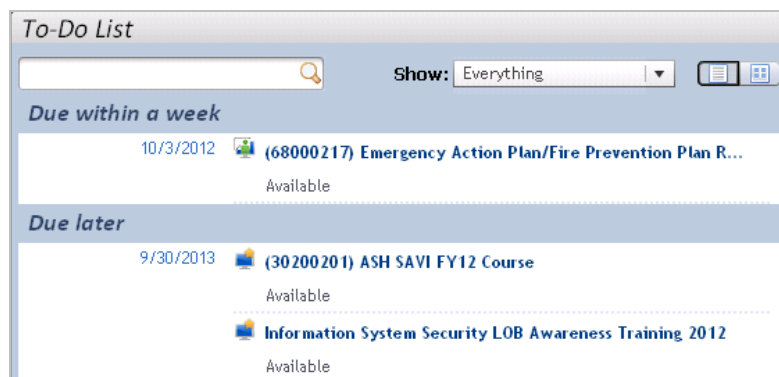 To-Do List
Show: Everything
Due within a week
10/3/2012 (68000217) Emergency Action Plan/Fire Prevention Plan R...
Available
Due later
9/30/2013 (30200201) ASH SAVI FY12 Course
Available
Information System Security LOB Awareness Training 2012
Available